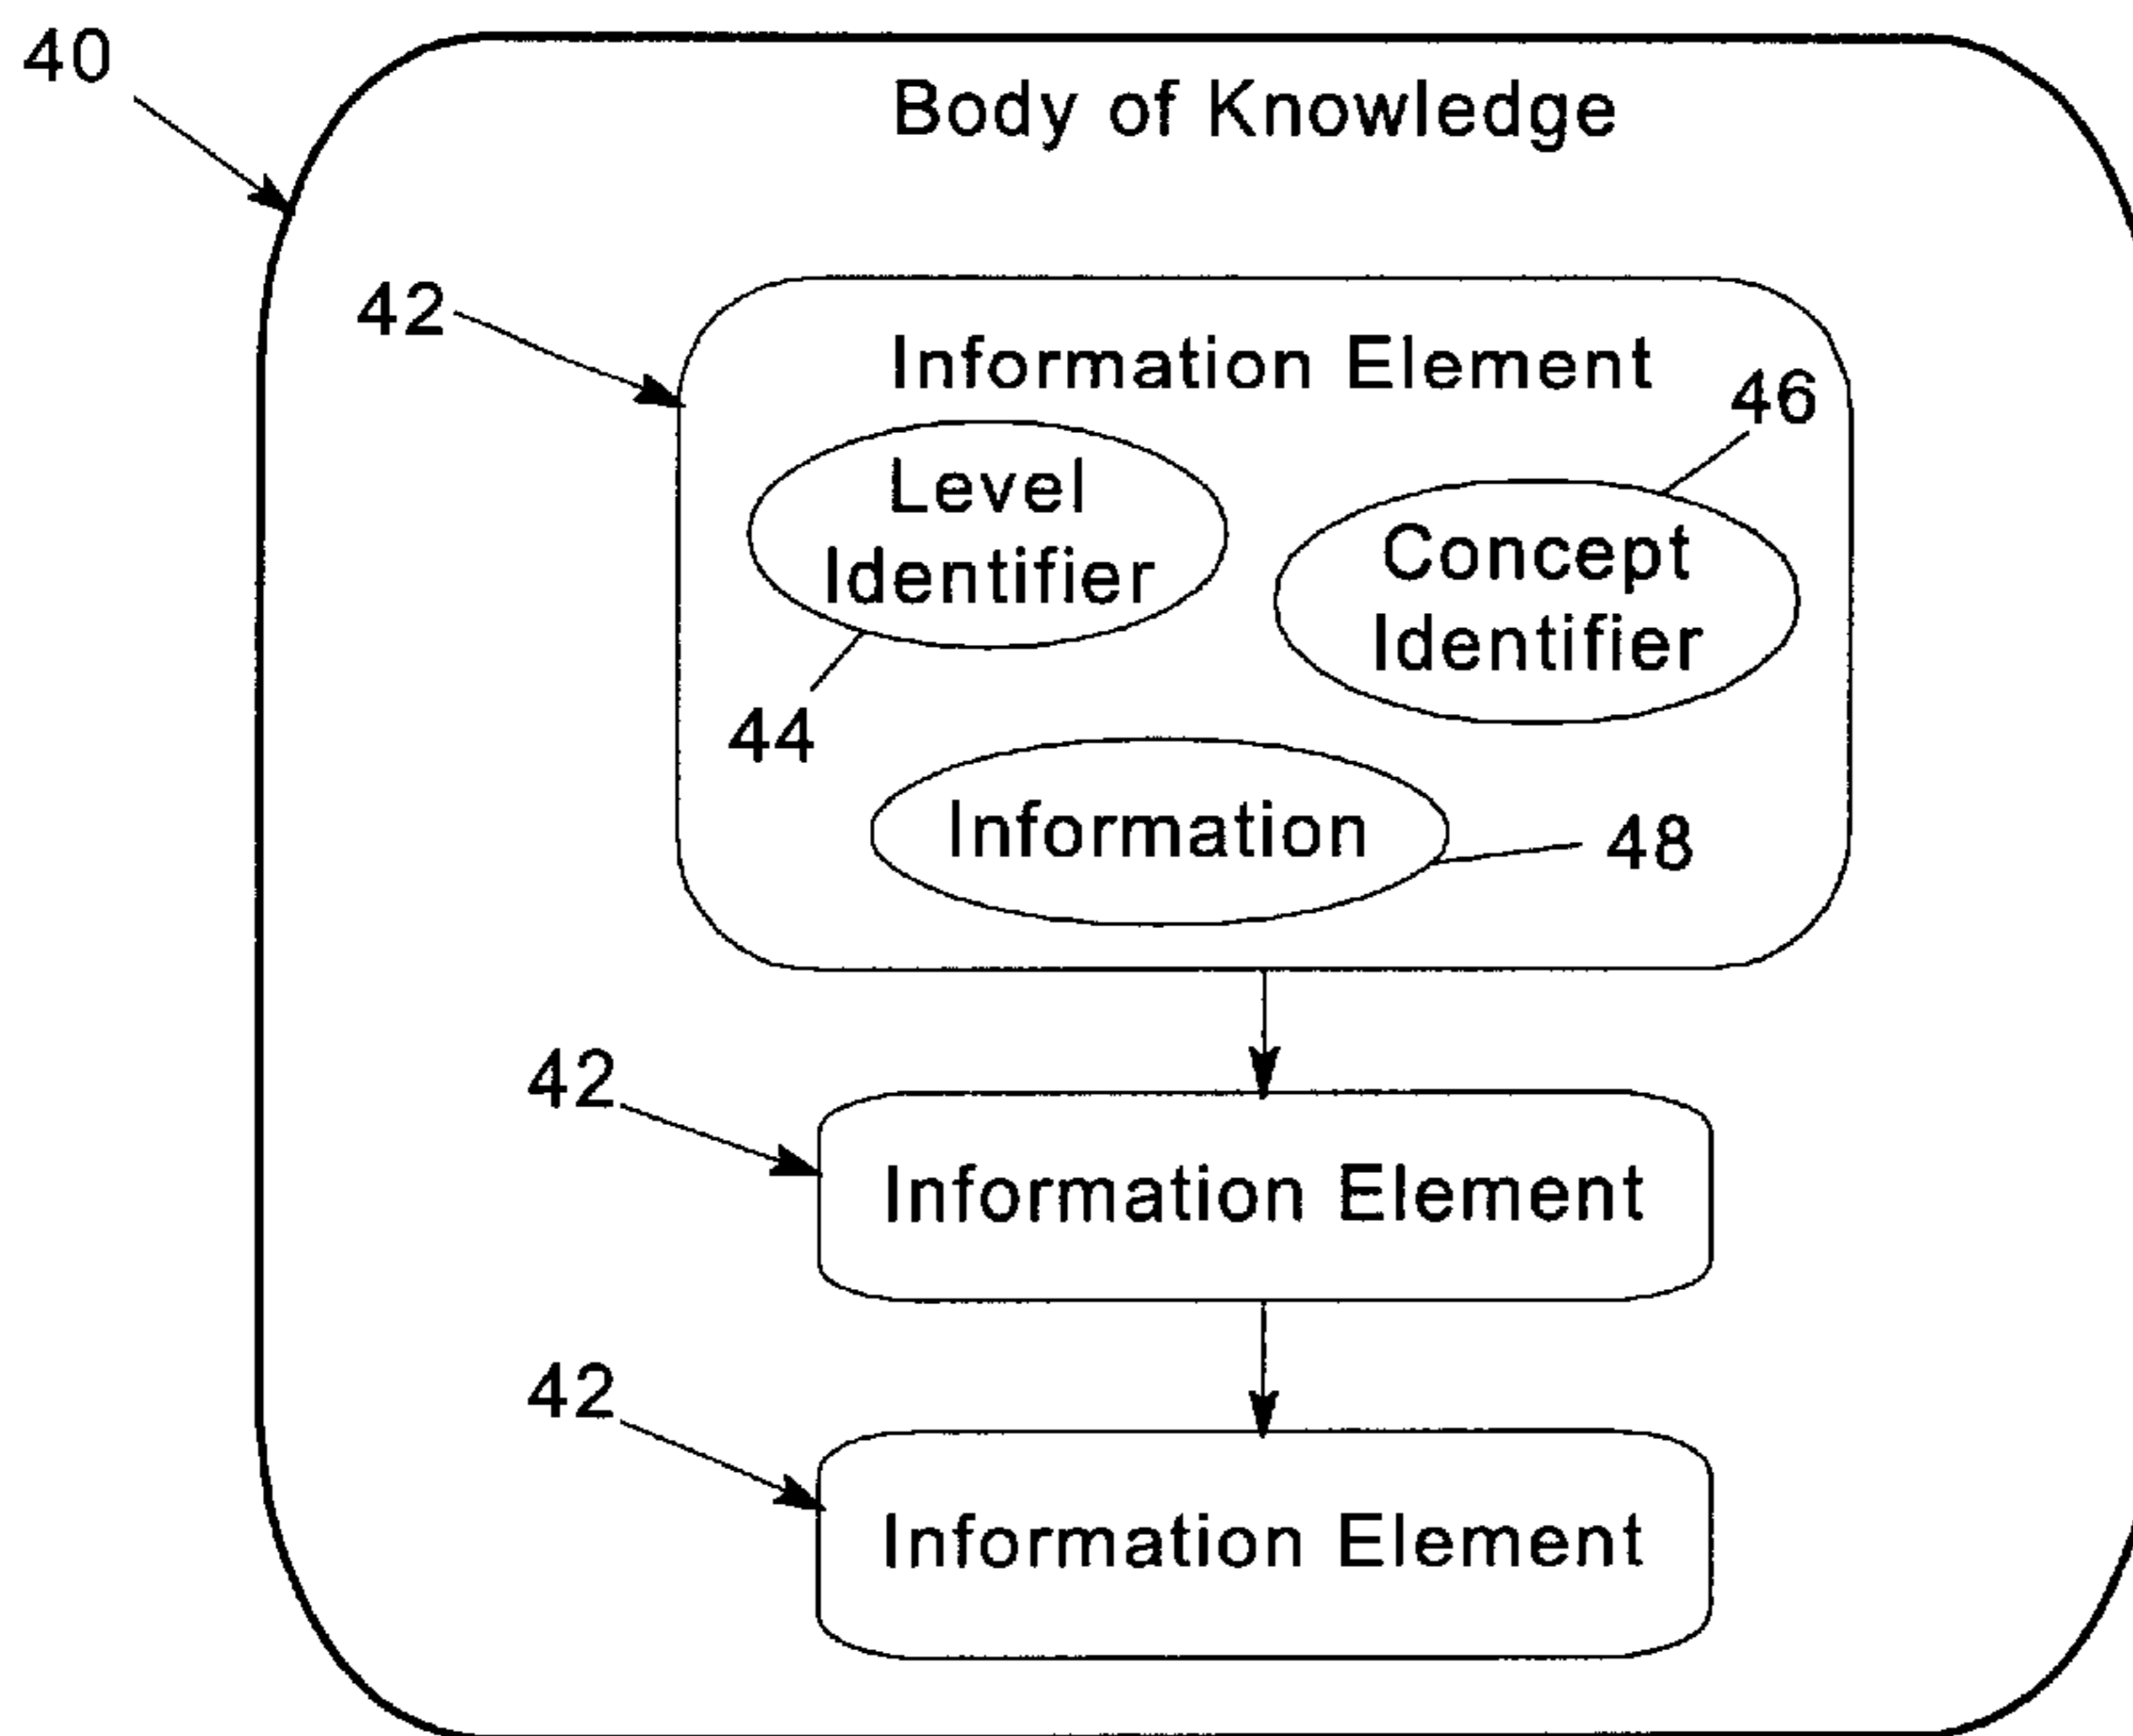 40
Body of Knowledge
42
Information Element
46
Level
Identifier
Concept
Identifier
44
Information
48
42
Information Element
42
Information Element